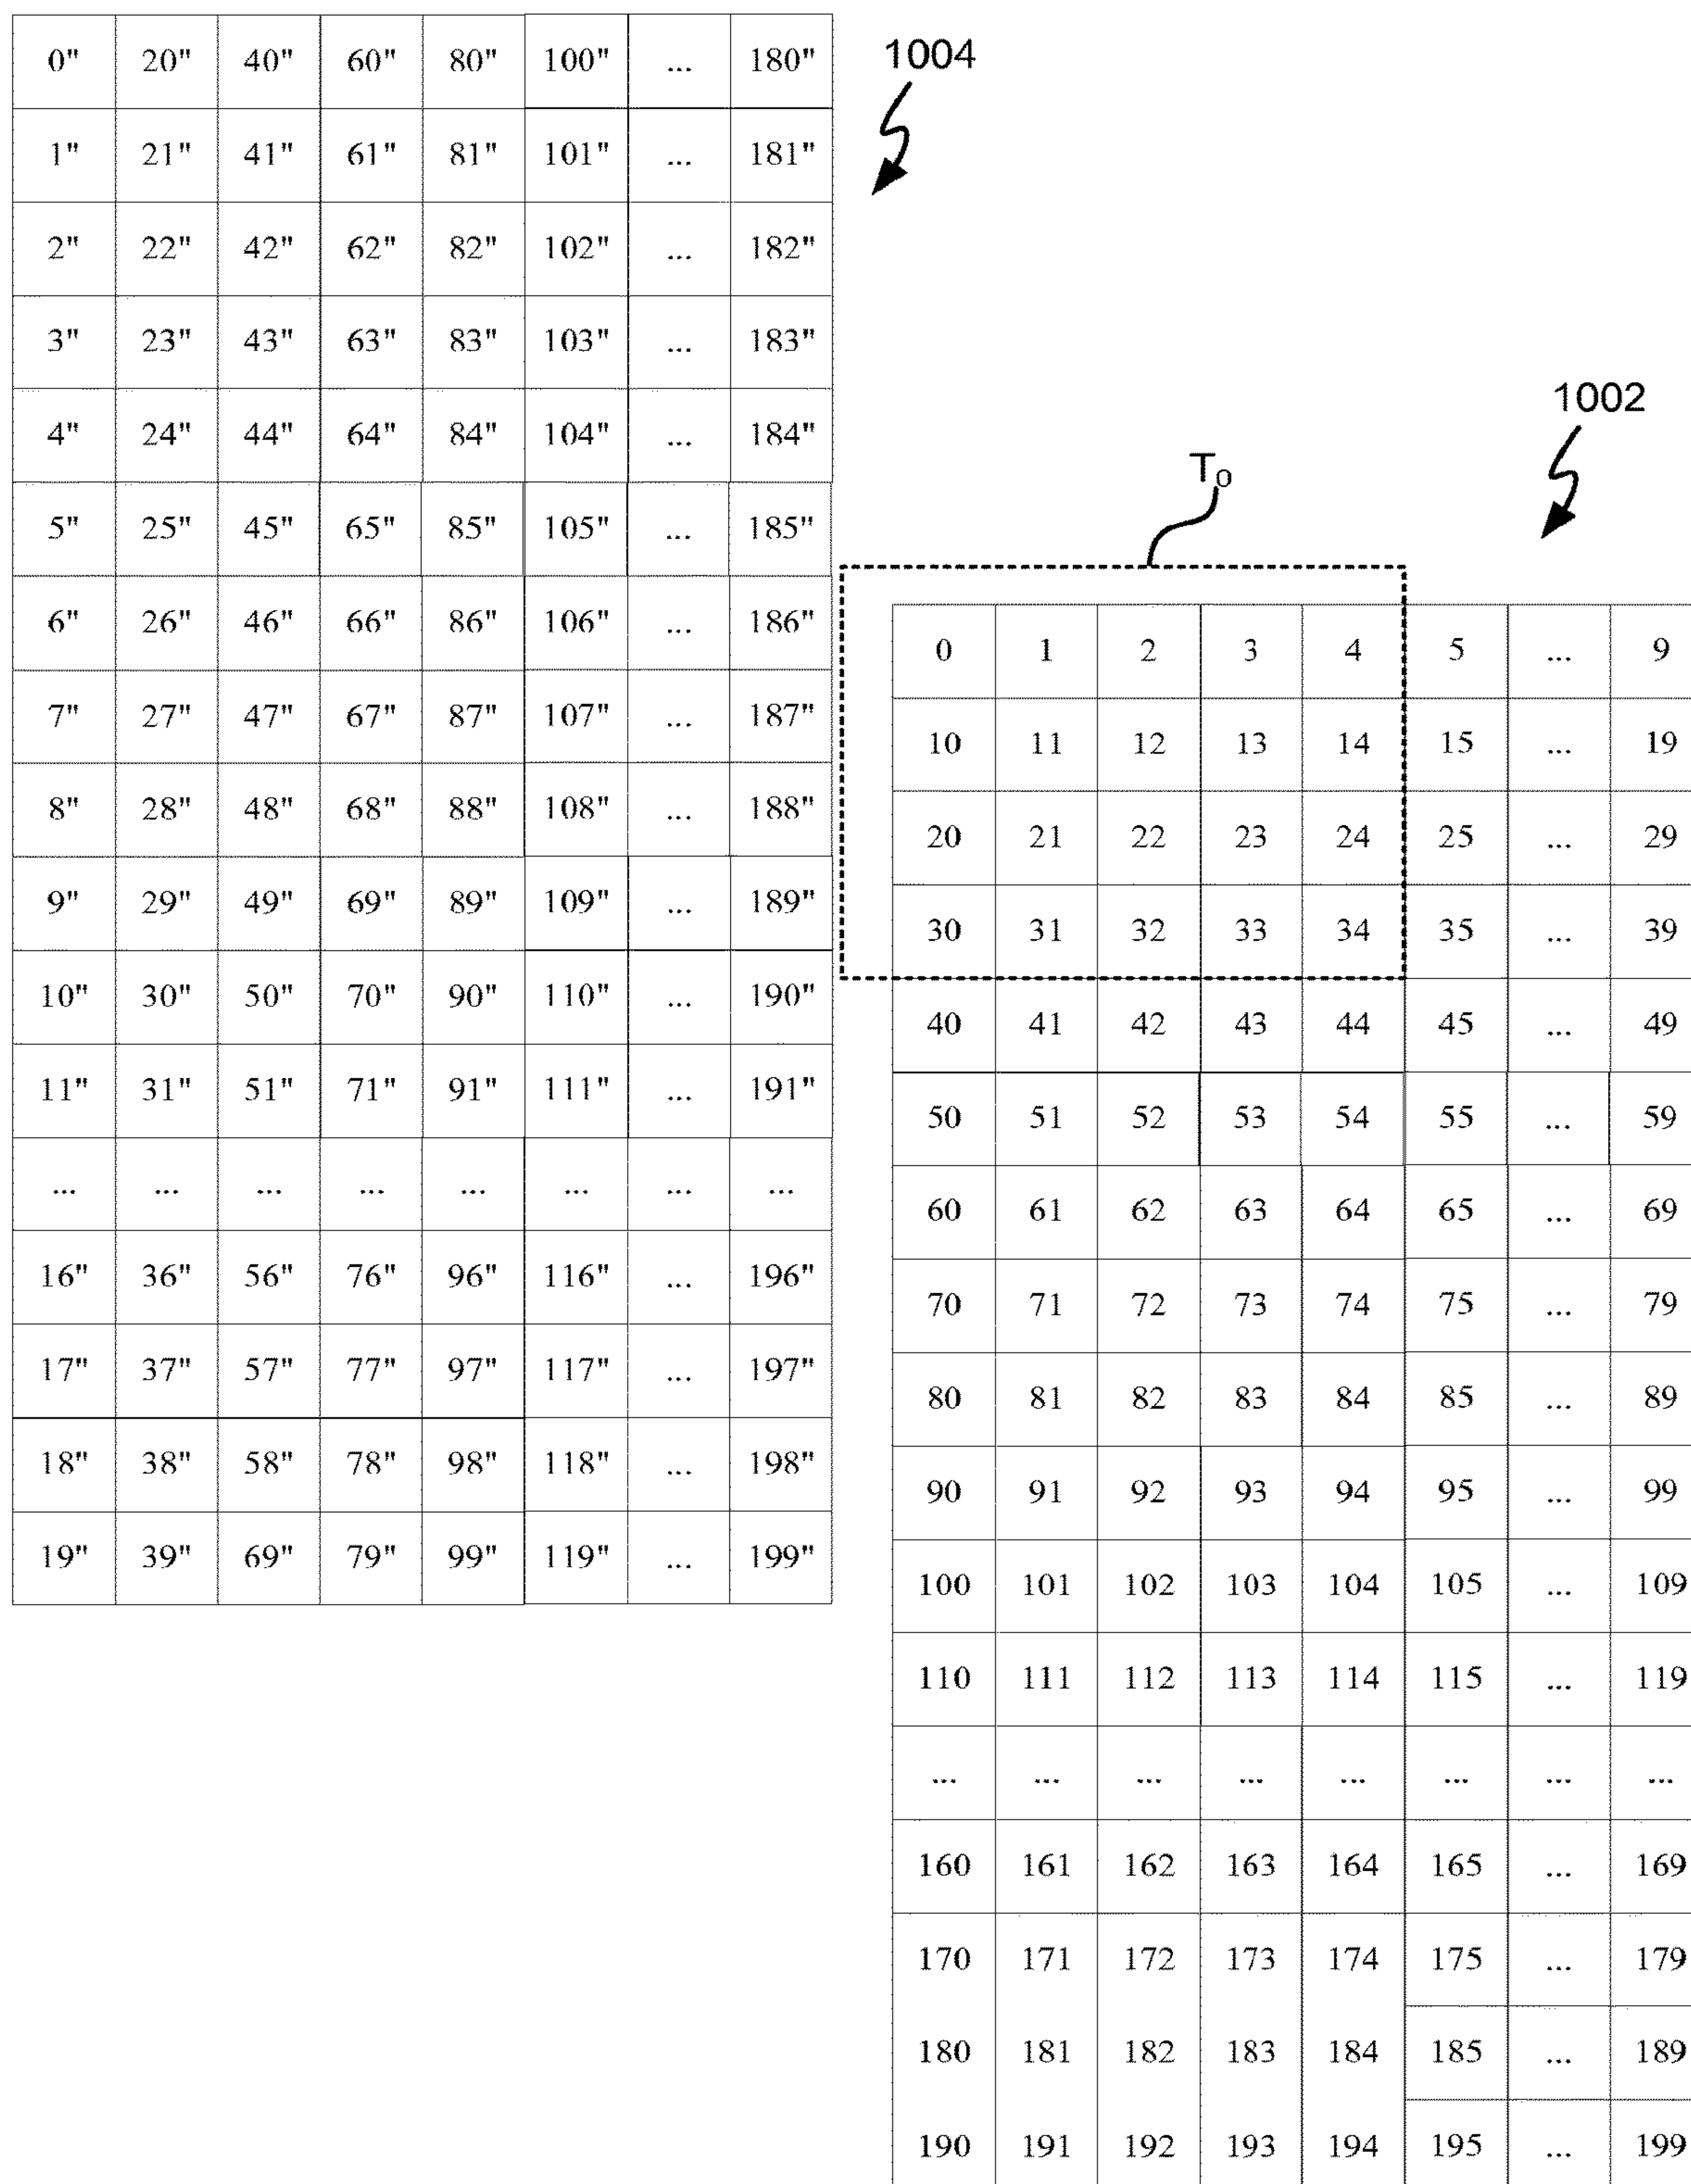 1004
0" 20" 40" 60" 80" 100" ... 180"
1" 21" 41" 61" 81" 101" ... 181"
2" 22" 42" 62" 82" 102" ... 182"
3" 23" 43" 63" 83" 103" ... 183"
4" 24" 44" 64" 84" 104" ... 184"
5" 25" 45" 65" 85" 105" ... 185"
6" 26" 46" 66" 86" 106" ... 186"
7" 27" 47" 67" 87" 107" ... 187"
8" 28" 48" 68" 88" 108" ... 188"
9" 29" 49" 69" 89" 109" ... 189"
10" 30" 50" 70" 90" 110" ... 190"
11" 31" 51" 71" 91" 111" ... 191"
... ... ... ... ... ... ... ...
16" 36" 56" 76" 96" 116" ... 196"
17" 37" 57" 77" 97" 117" ... 197"
18" 38" 58" 78" 98" 118" ... 198"
19" 39" 69" 79" 99" 119" ... 199"
1002
T0
0 1 2 3 4 5 ... 9
10 11 12 13 14 15 ... 19
20 21 22 23 24 25 ... 29
30 31 32 33 34 35 ... 39
40 41 42 43 44 45 ... 49
50 51 52 53 54 55 ... 59
60 61 62 63 64 65 ... 69
70 71 72 73 74 75 ... 79
80 81 82 83 84 85 ... 89
90 91 92 93 94 95 ... 99
100 101 102 103 104 105 ... 109
110 111 112 113 114 115 ... 119
... ... ... ... ... ... ... ...
160 161 162 163 164 165 ... 169
170 171 172 173 174 175 ... 179
180 181 182 183 184 185 ... 189
190 191 192 193 194 195 ... 199